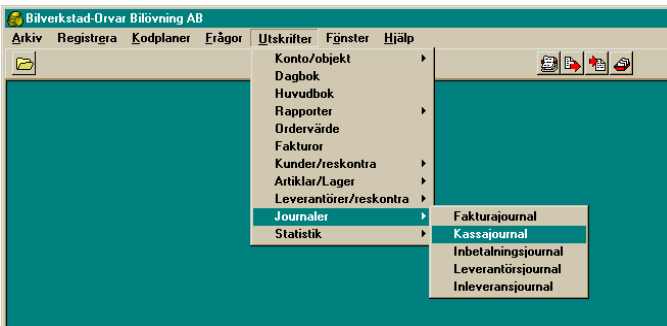 Bilverkstad-Orvar Bilövning AB
Arkiv Registrera Kodplaner Frågor Utskrifter Fönster Hjälp
Konto/objekt
Dagbok
Huvudbok
Rapporter
Ordervärde
Fakturor
Kunder/reskontra
Artiklar/Lager
Leverantörer/reskontra
Journaler
Statistik
Fakturajournal
Kassajournal
Inbetalningsjournal
Leverantörsjournal
Inleveransjournal